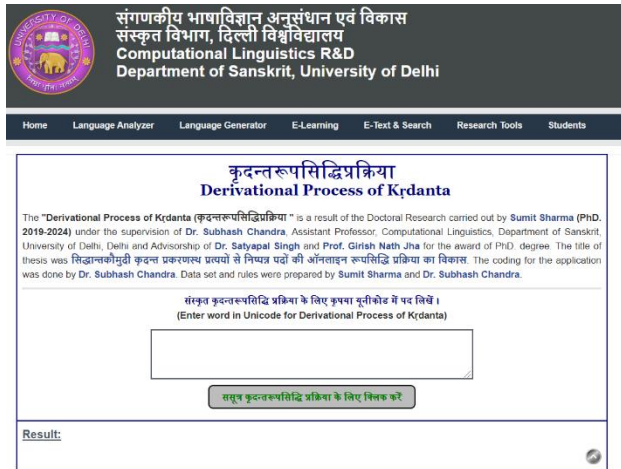 संगणकीय भाषाविज्ञान अनुसंधान एवं विकास
संस्कृत विभाग, दिल्ली विश्वविद्यालय
Computational Linguistics R&D
Department of Sanskrit, University of Delhi
Home Language Analyzer Language Generator E-Learning E-Text & Search Research Tools Students
कृदन्तरूपसिद्धिप्रक्रिया
Derivational Process of Kṛdanta
The "Derivational Process of Kṛdanta (कृदन्तरूपसिद्धिप्रक्रिया " is a result of the Doctoral Research carried out by Sumit Sharma (PhD.
2019-2024) under the supervision of Dr. Subhash Chandra, Assistant Professor, Computational Linguistics, Department of Sanskrit,
University of Delhi, Delhi and Advisorship of Dr. Satyapal Singh and Prof. Girish Nath Jha for the award of PhD. degree. The title of
thesis was सिद्धान्तकौमुदी कृदन्त प्रकरणस्थ प्रत्ययों से निष्पन्न पदों की ऑनलाइन रूपसिद्धि प्रक्रिया का विकास. The coding for the application
was done by Dr. Subhash Chandra. Data set and rules were prepared by Sumit Sharma and Dr. Subhash Chandra.
संस्कृत कृदन्तरूपसिद्धि प्रक्रिया के लिए कृपया यूनीकोड में पद लिखें ।
(Enter word in Unicode for Derivational Process of Kṛdanta)
ससूत्र कृदन्तरूपसिद्धि प्रक्रिया के लिए क्लिक करें
Result: